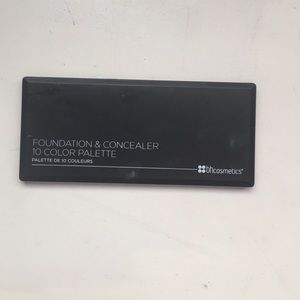 FOUNDATION & CONCEALER
10 COLOR PALETTE
PALETTE DE 10 COULEURS
bhcosmetics®